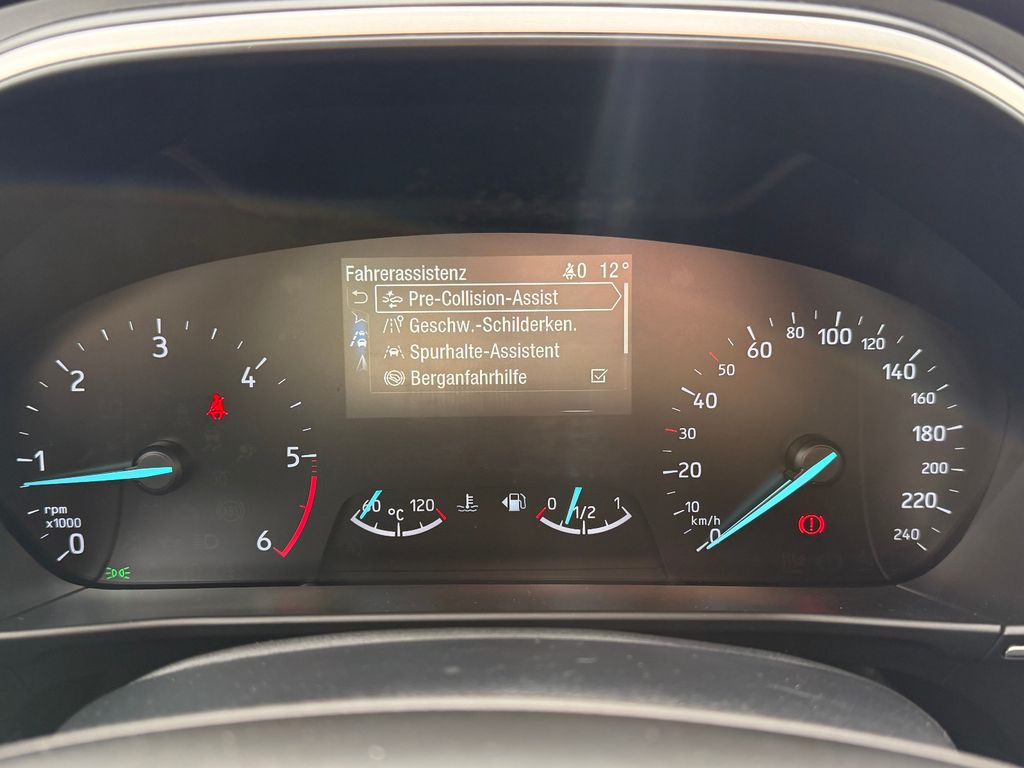 Fahrerassistenz 0 12°
Pre-Collision-Assist
Geschw.-Schilderken.
Spurhalte-Assistent
Berganfahrhilfe
0
1
2
3
4
5
6
rpm
x1000
60 °C 120
0 1/2 1
0
10
20
30
40
50
60
80
100
120
140
160
180
200
220
240
km/h